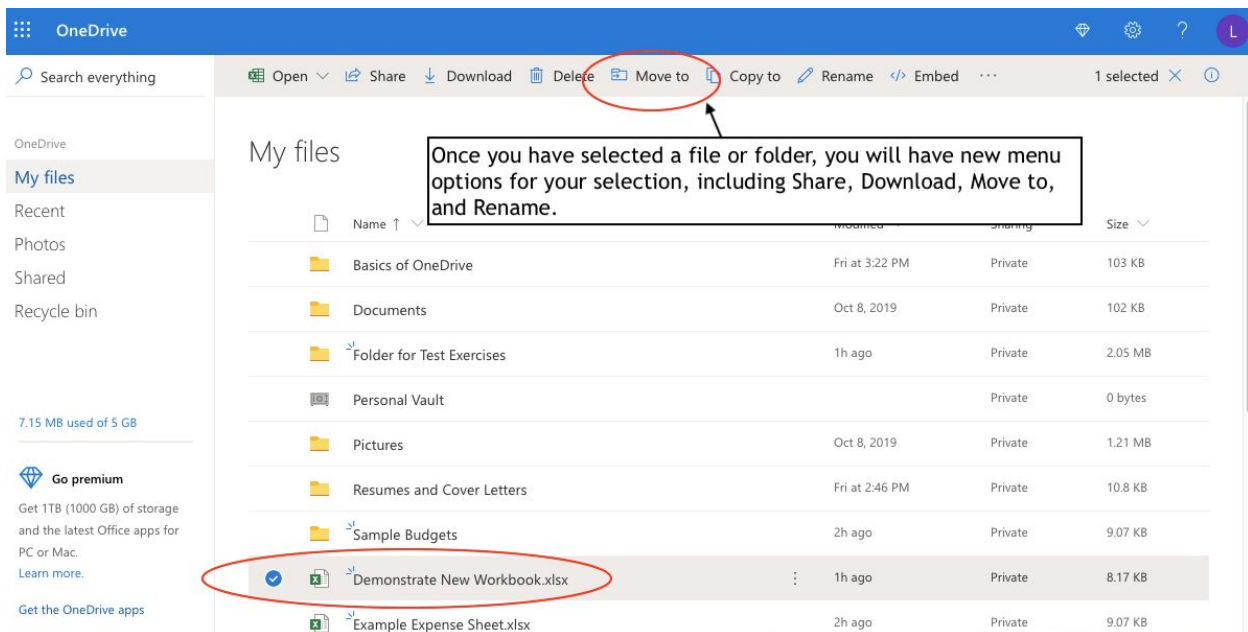 OneDrive
L
Search everything
Open Share Download Delete Move to Copy to Rename </> Embed ··· 1 selected
OneDrive
My files
Recent
Photos
Shared
Recycle bin
7.15 MB used of 5 GB
Go premium
Get 1TB (1000 GB) of storage
and the latest Office apps for
PC or Mac.
Learn more.
Get the OneDrive apps
My files
Once you have selected a file or folder, you will have new menu
options for your selection, including Share, Download, Move to,
and Rename.
Name ↑ Modified Sharing Size
Basics of OneDrive Fri at 3:22 PM Private 103 KB
Documents Oct 8, 2019 Private 102 KB
Folder for Test Exercises 1h ago Private 2.05 MB
Personal Vault Private 0 bytes
Pictures Oct 8, 2019 Private 1.21 MB
Resumes and Cover Letters Fri at 2:46 PM Private 10.8 KB
Sample Budgets 2h ago Private 9.07 KB
Demonstrate New Workbook.xlsx 1h ago Private 8.17 KB
Example Expense Sheet.xlsx 2h ago Private 9.07 KB